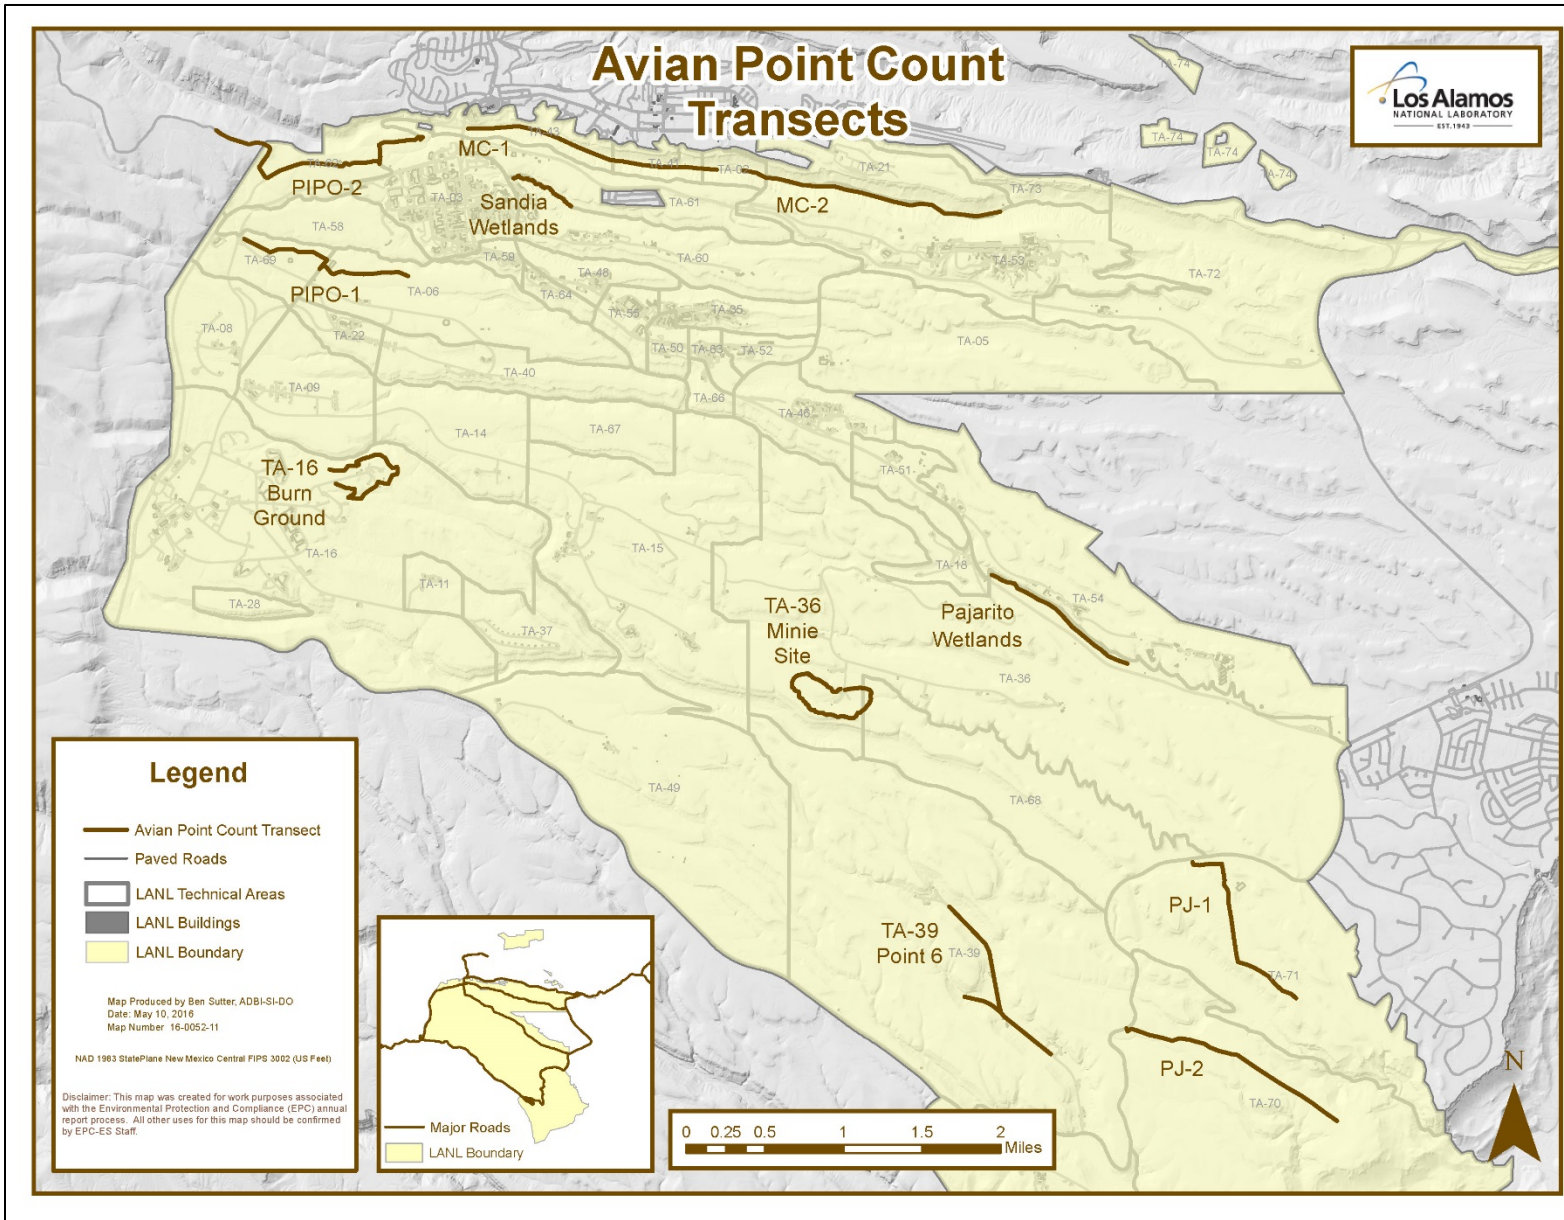 Avian Point Count
Transects
Los Alamos
NATIONAL LABORATORY
EST.1943
TA-74
TA-74
TA-74
TA-74
TA-43
MC-1
TA-41
TA-02
TA-21
TA-73
PIPO-2
TA-03
Sandia
Wetlands
TA-61
MC-2
TA-58
TA-69
PIPO-1
TA-06
TA-59
TA-48
TA-60
TA-53
TA-72
TA-64
TA-55
TA-35
TA-08
TA-22
TA-50
TA-63
TA-52
TA-05
TA-40
TA-09
TA-66
TA-46
TA-14
TA-67
TA-51
TA-16
Burn
Ground
TA-16
TA-15
TA-18
TA-11
TA-28
TA-37
TA-54
Pajarito
Wetlands
TA-36
Minie
Site
TA-36
TA-49
TA-68
PJ-1
TA-71
TA-39
Point 6
TA-39
PJ-2
TA-70
Legend
Avian Point Count Transect
Paved Roads
LANL Technical Areas
LANL Buildings
LANL Boundary
Map Produced by Ben Sutter, ADBI-SI-DO
Date: May 10, 2016
Map Number 16-0052-11
NAD 1983 StatePlane New Mexico Central FIPS 3002 (US Feet)
Disclaimer: This map was created for work purposes associated
with the Environmental Protection and Compliance (EPC) annual
report process. All other uses for this map should be confirmed
by EPC-ES Staff.
Major Roads
LANL Boundary
0 0.25 0.5 1 1.5 2
Miles
N